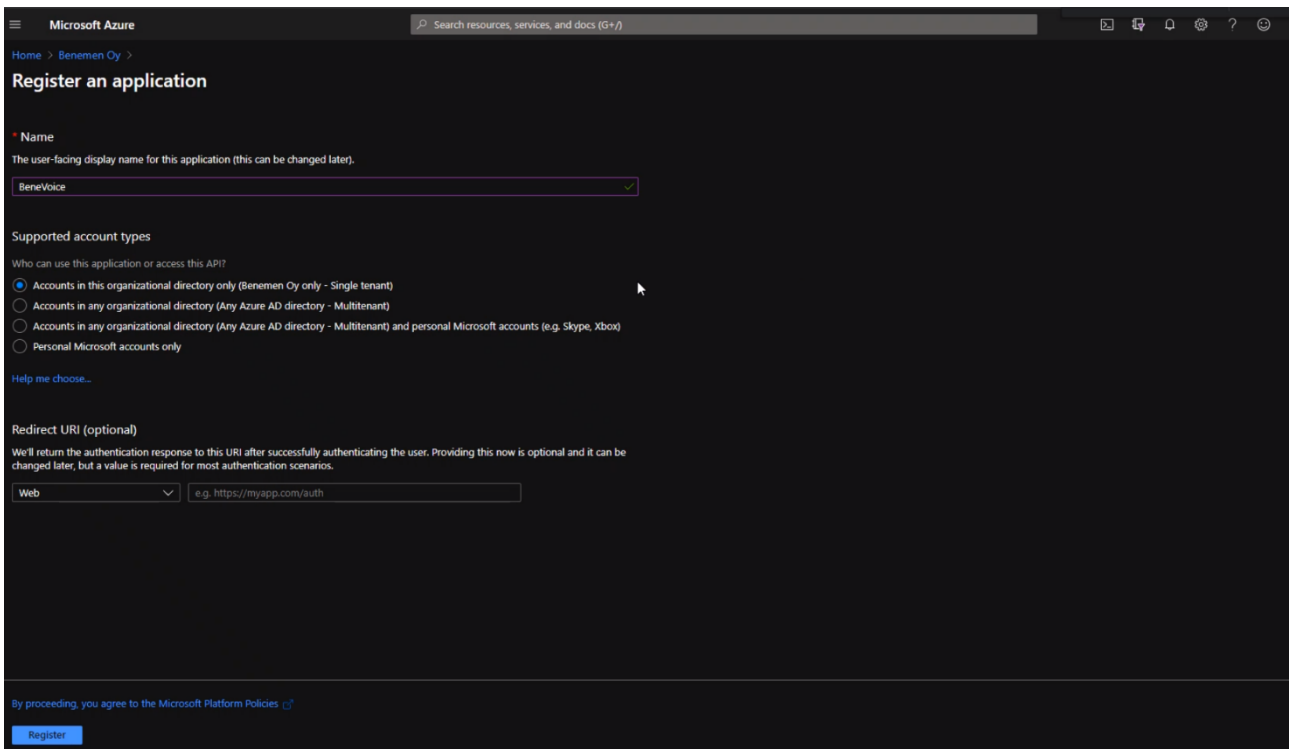 Microsoft Azure
Search resources, services, and docs (G+/)
Home > Benemen Oy >
Register an application
* Name
The user-facing display name for this application (this can be changed later).
BeneVoice
Supported account types
Who can use this application or access this API?
Accounts in this organizational directory only (Benemen Oy only - Single tenant)
Accounts in any organizational directory (Any Azure AD directory - Multitenant)
Accounts in any organizational directory (Any Azure AD directory - Multitenant) and personal Microsoft accounts (e.g. Skype, Xbox)
Personal Microsoft accounts only
Help me choose...
Redirect URI (optional)
We'll return the authentication response to this URI after successfully authenticating the user. Providing this now is optional and it can be
changed later, but a value is required for most authentication scenarios.
Web
e.g. https://myapp.com/auth
By proceeding, you agree to the Microsoft Platform Policies
Register